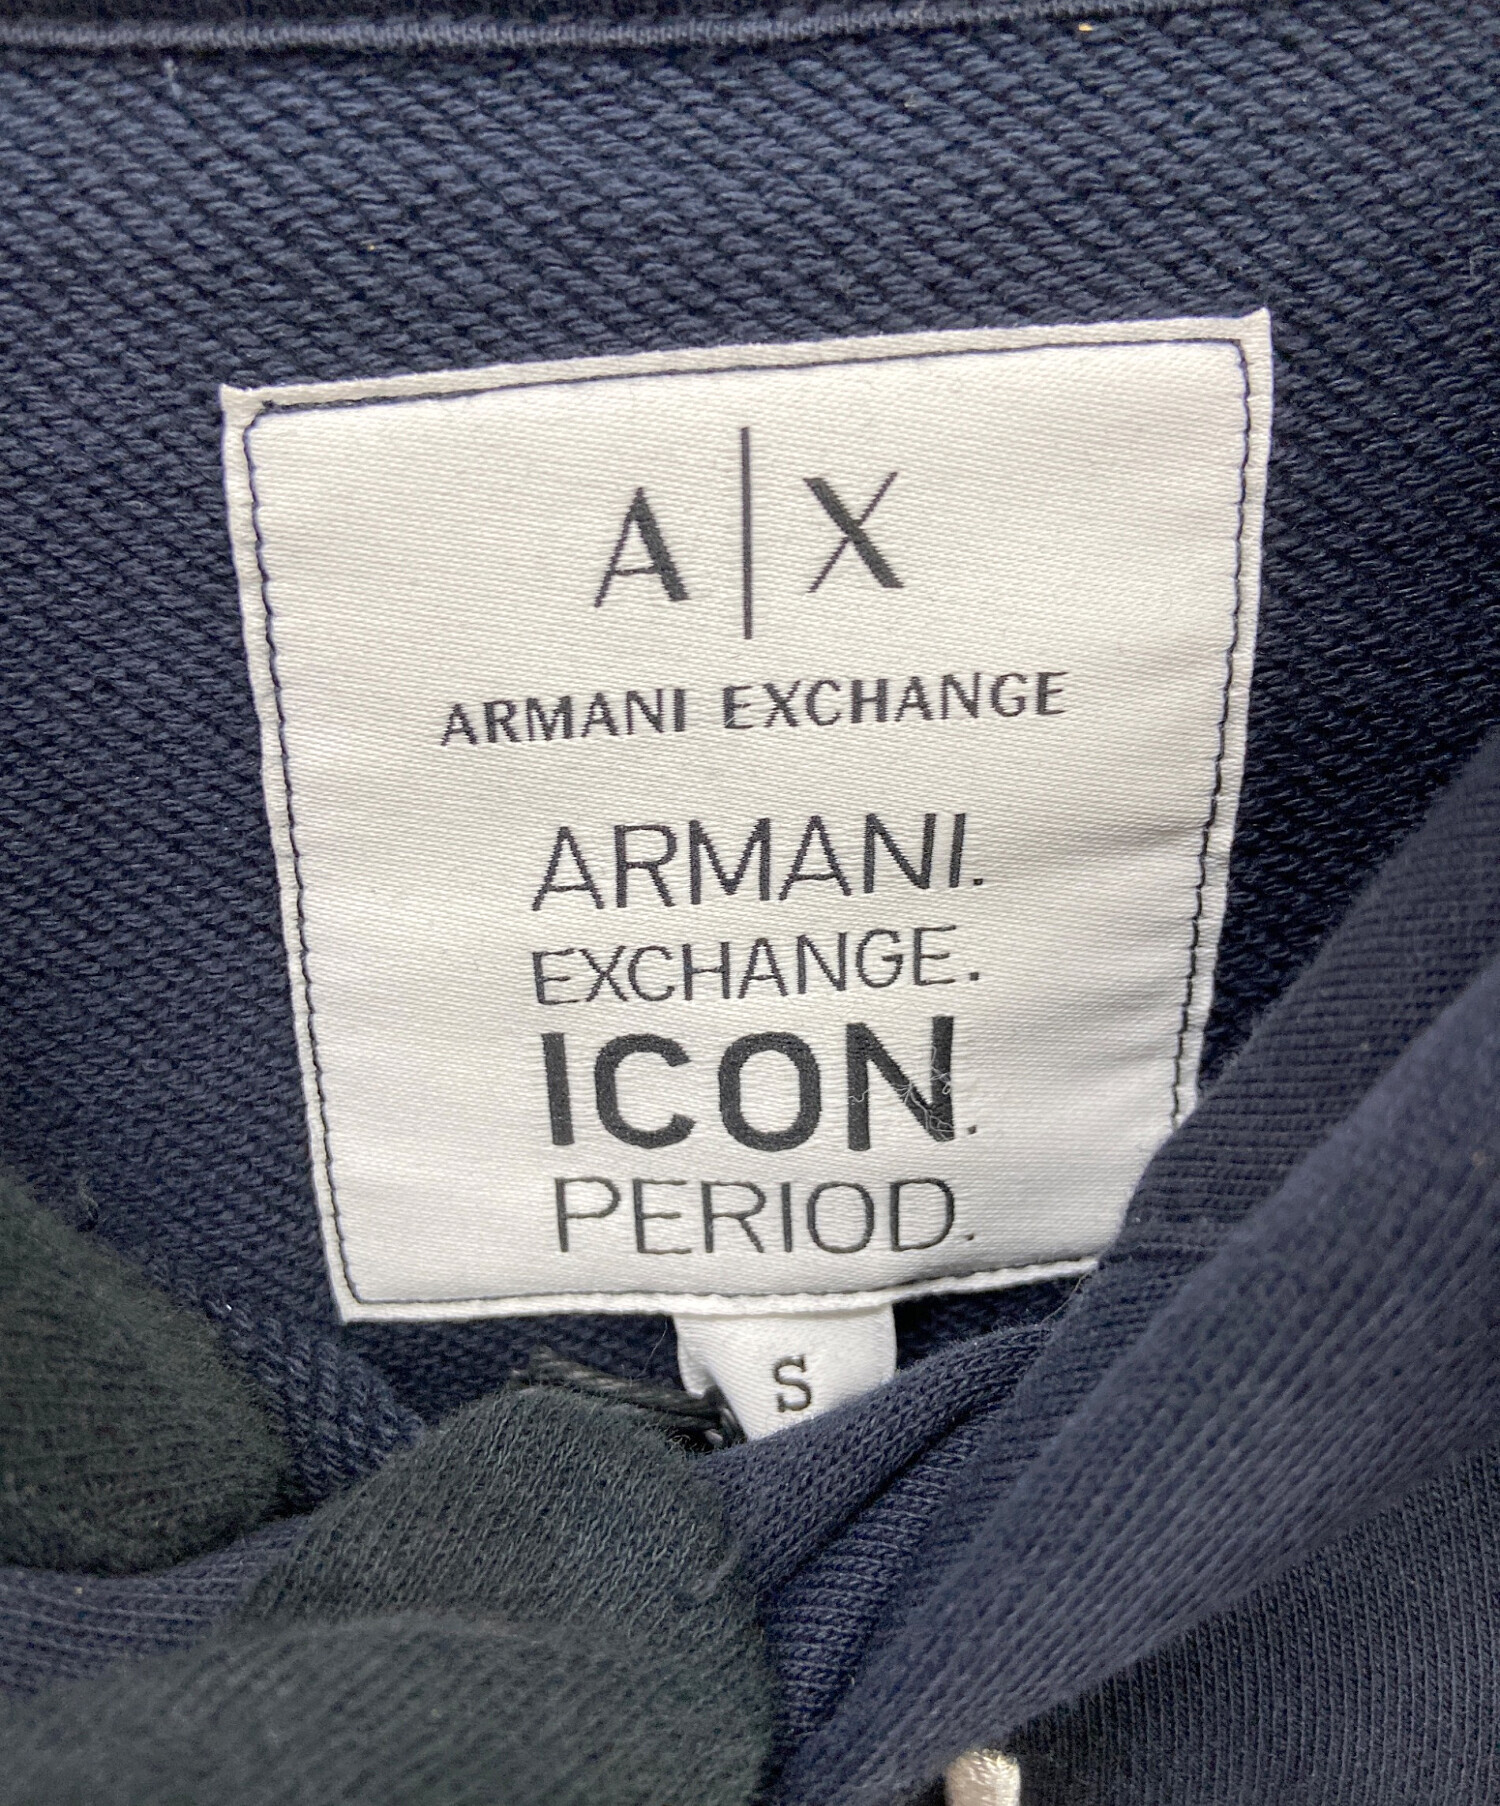 A|X
ARMANI EXCHANGE
ARMANI.
EXCHANGE.
ICON.
PERIOD.
S